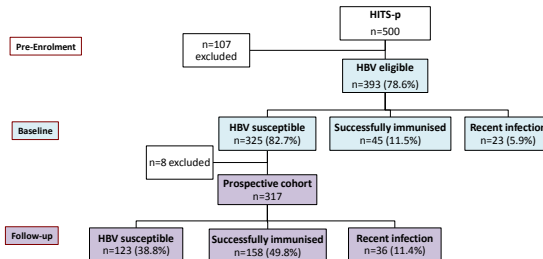 HITS-p
n=500
n=107
excluded
Pre-Enrolment
HBV eligible
n=393 (78.6%)
Baseline
HBV susceptible
n=325 (82.7%)
Successfully immunised
n=45 (11.5%)
Recent infection
n=23 (5.9%)
n=8 excluded
Prospective cohort
n=317
Follow-up
HBV susceptible
n=123 (38.8%)
Successfully immunised
n=158 (49.8%)
Recent infection
n=36 (11.4%)